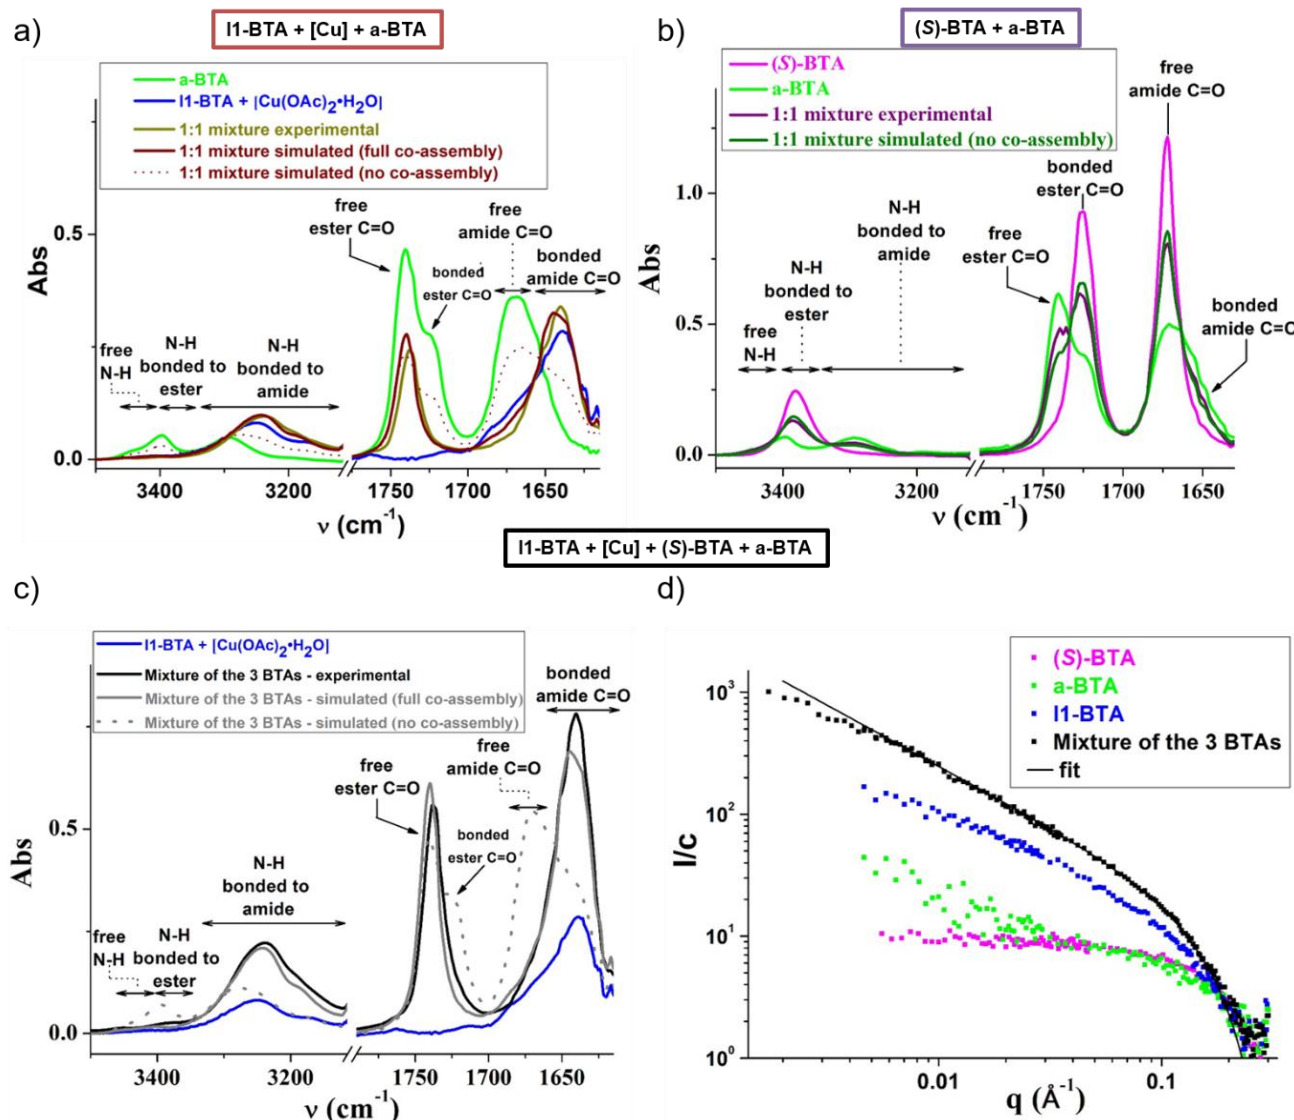 a)
I1-BTA + [Cu] + a-BTA
a-BTA
I1-BTA + [Cu(OAc)2•H2O]
1:1 mixture experimental
1:1 mixture simulated (full co-assembly)
1:1 mixture simulated (no co-assembly)
Abs
0.5
0.0
free
N-H
N-H
bonded to
ester
N-H
bonded to
amide
free
ester C=O
bonded
ester C=O
free
amide C=O
bonded
amide C=O
3400
3200
1750
1700
1650
ν (cm-1)
b)
(S)-BTA + a-BTA
(S)-BTA
a-BTA
1:1 mixture experimental
1:1 mixture simulated (no co-assembly)
Abs
1.0
0.5
0.0
free
N-H
N-H
bonded to
ester
N-H
bonded to
amide
free
ester C=O
bonded
ester C=O
free
amide C=O
bonded
amide C=O
3400
3200
1750
1700
1650
ν (cm-1)
I1-BTA + [Cu] + (S)-BTA + a-BTA
c)
I1-BTA + [Cu(OAc)2•H2O]
Mixture of the 3 BTAs - experimental
Mixture of the 3 BTAs - simulated (full co-assembly)
Mixture of the 3 BTAs - simulated (no co-assembly)
Abs
0.5
0.0
free
N-H
N-H
bonded to
ester
N-H
bonded to
amide
free
ester C=O
bonded
ester C=O
free
amide C=O
bonded
amide C=O
3400
3200
1750
1700
1650
ν (cm-1)
d)
(S)-BTA
a-BTA
I1-BTA
Mixture of the 3 BTAs
fit
I/c
10^3
10^2
10^1
10^0
0.01
0.1
q (Å-1)